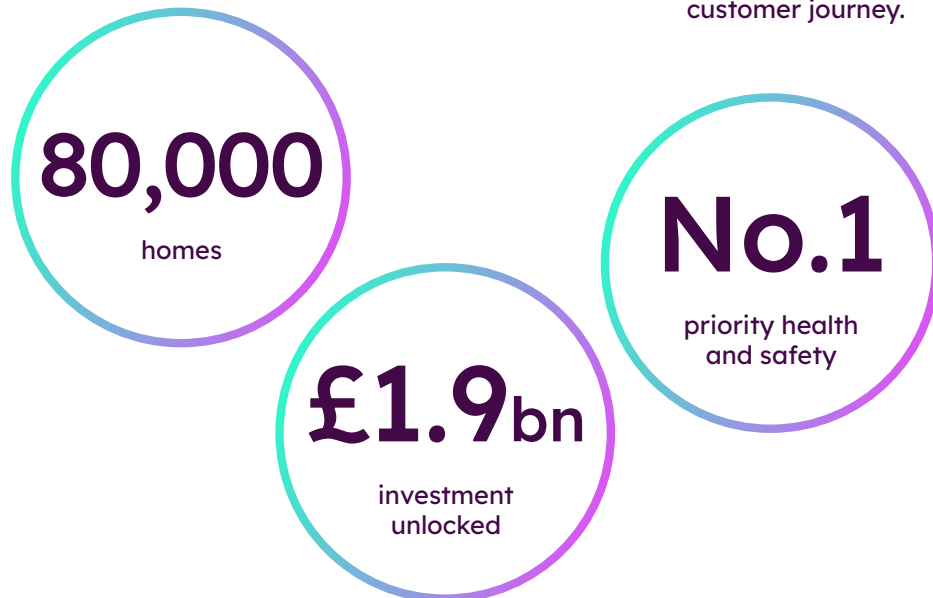 customer journey.
80,000
homes
No.1
priority health
and safety
£1.9bn
investment
unlocked